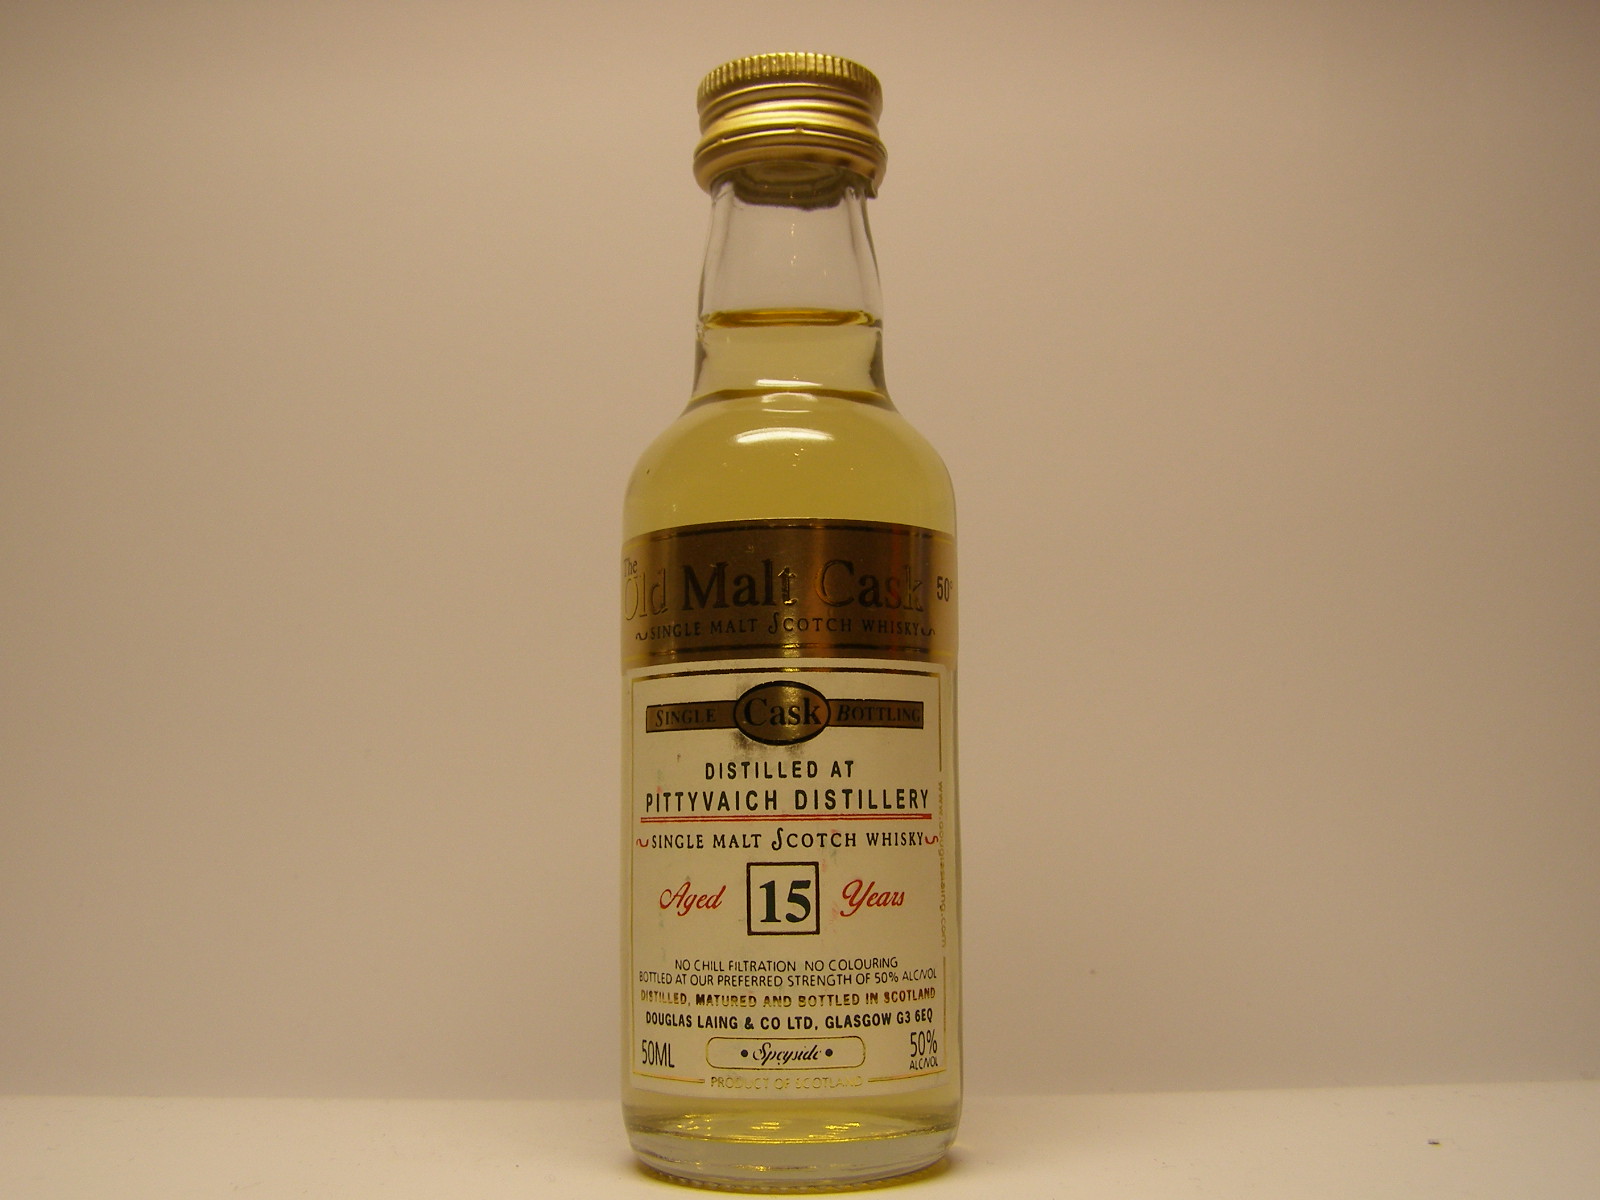 The
Old Malt Cask 50°
SINGLE MALT SCOTCH WHISKY
SINGLE Cask BOTTLING
DISTILLED AT
PITTYVAICH DISTILLERY
SINGLE MALT SCOTCH WHISKY
Aged 15 Years
NO CHILL FILTRATION NO COLOURING
BOTTLED AT OUR PREFERRED STRENGTH OF 50% ALC/VOL
DISTILLED, MATURED AND BOTTLED IN SCOTLAND
DOUGLAS LAING & CO LTD, GLASGOW G3 6EQ
50ML • Speyside • 50%
ALC/VOL
PRODUCT OF SCOTLAND
www.douglaslaing.com